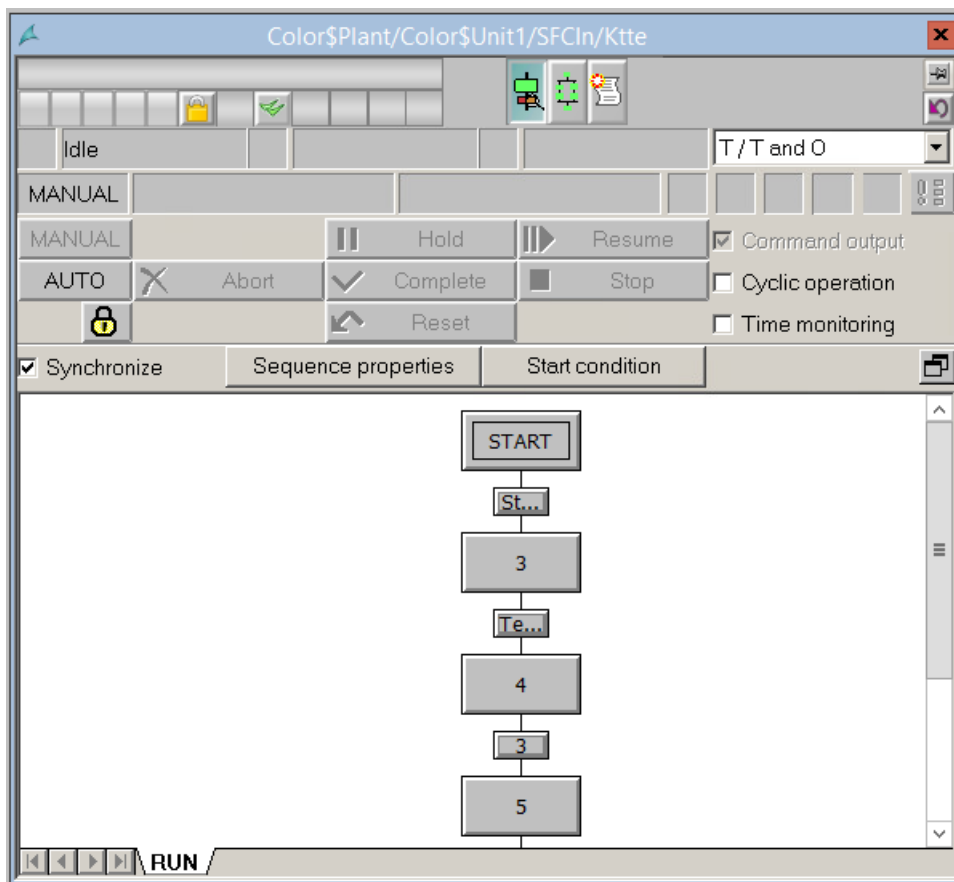 Color$Plant/Color$Unit1/SFCIn/Ktte
Idle
T / T and O
MANUAL
MANUAL Hold Resume Command output
AUTO Abort Complete Stop Cyclic operation
Reset Time monitoring
Synchronize Sequence properties Start condition
START
St...
3
Te...
4
3
5
RUN